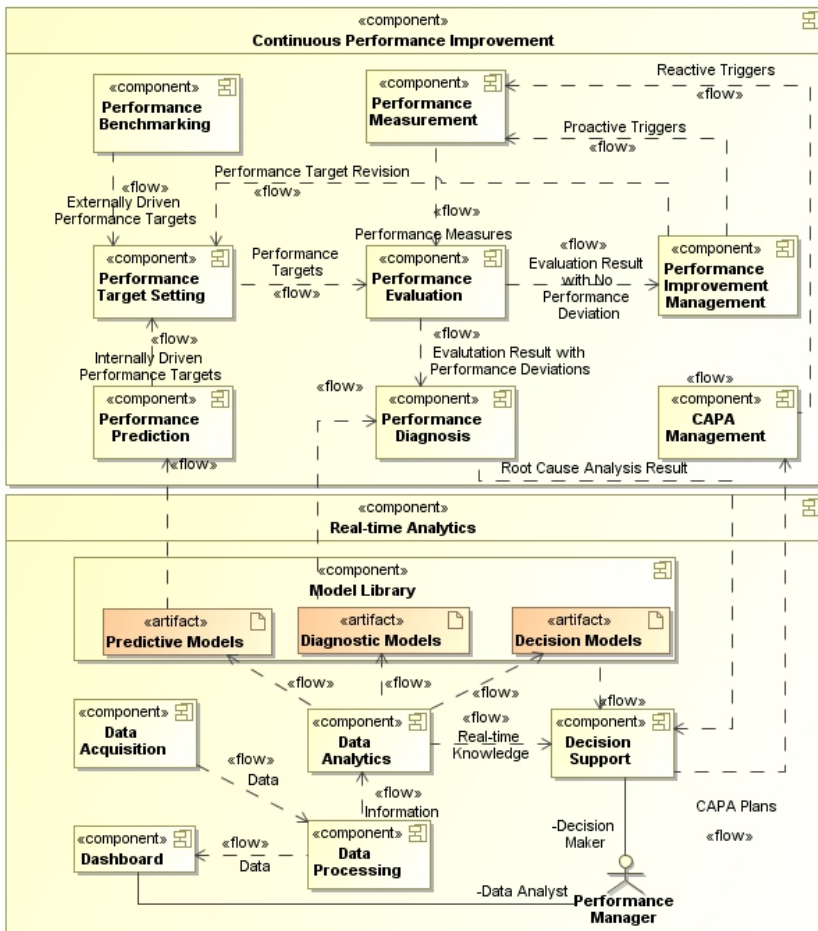 «component»
Continuous Performance Improvement
«component»
Performance
Benchmarking
«component»
Performance
Measurement
Reactive Triggers
«flow»
Proactive Triggers
«flow»
«flow»
Externally Driven
Performance Targets
Performance Target Revision
«flow»
«flow»
Performance Measures
«component»
Performance
Target Setting
Performance
Targets
«flow»
«component»
Performance
Evaluation
«flow»
Evaluation Result
with No
Performance
Deviation
«component»
Performance
Improvement
Management
«flow»
Internally Driven
Performance Targets
«flow»
Evalutation Result with
Performance Deviations
«flow»
«flow»
«component»
Performance
Prediction
«component»
Performance
Diagnosis
«component»
CAPA
Management
«flow»
Root Cause Analysis Result
«component»
Real-time Analytics
«component»
Model Library
«artifact»
Predictive Models
«artifact»
Diagnostic Models
«artifact»
Decision Models
«flow»
«flow»
«flow»
«flow»
«component»
Data
Acquisition
«component»
Data
Analytics
«flow»
Real-time
Knowledge
«component»
Decision
Support
«flow»
Data
«flow»
Information
CAPA Plans
«flow»
«component»
Dashboard
«flow»
Data
«component»
Data
Processing
-Decision
Maker
-Data Analyst
Performance
Manager